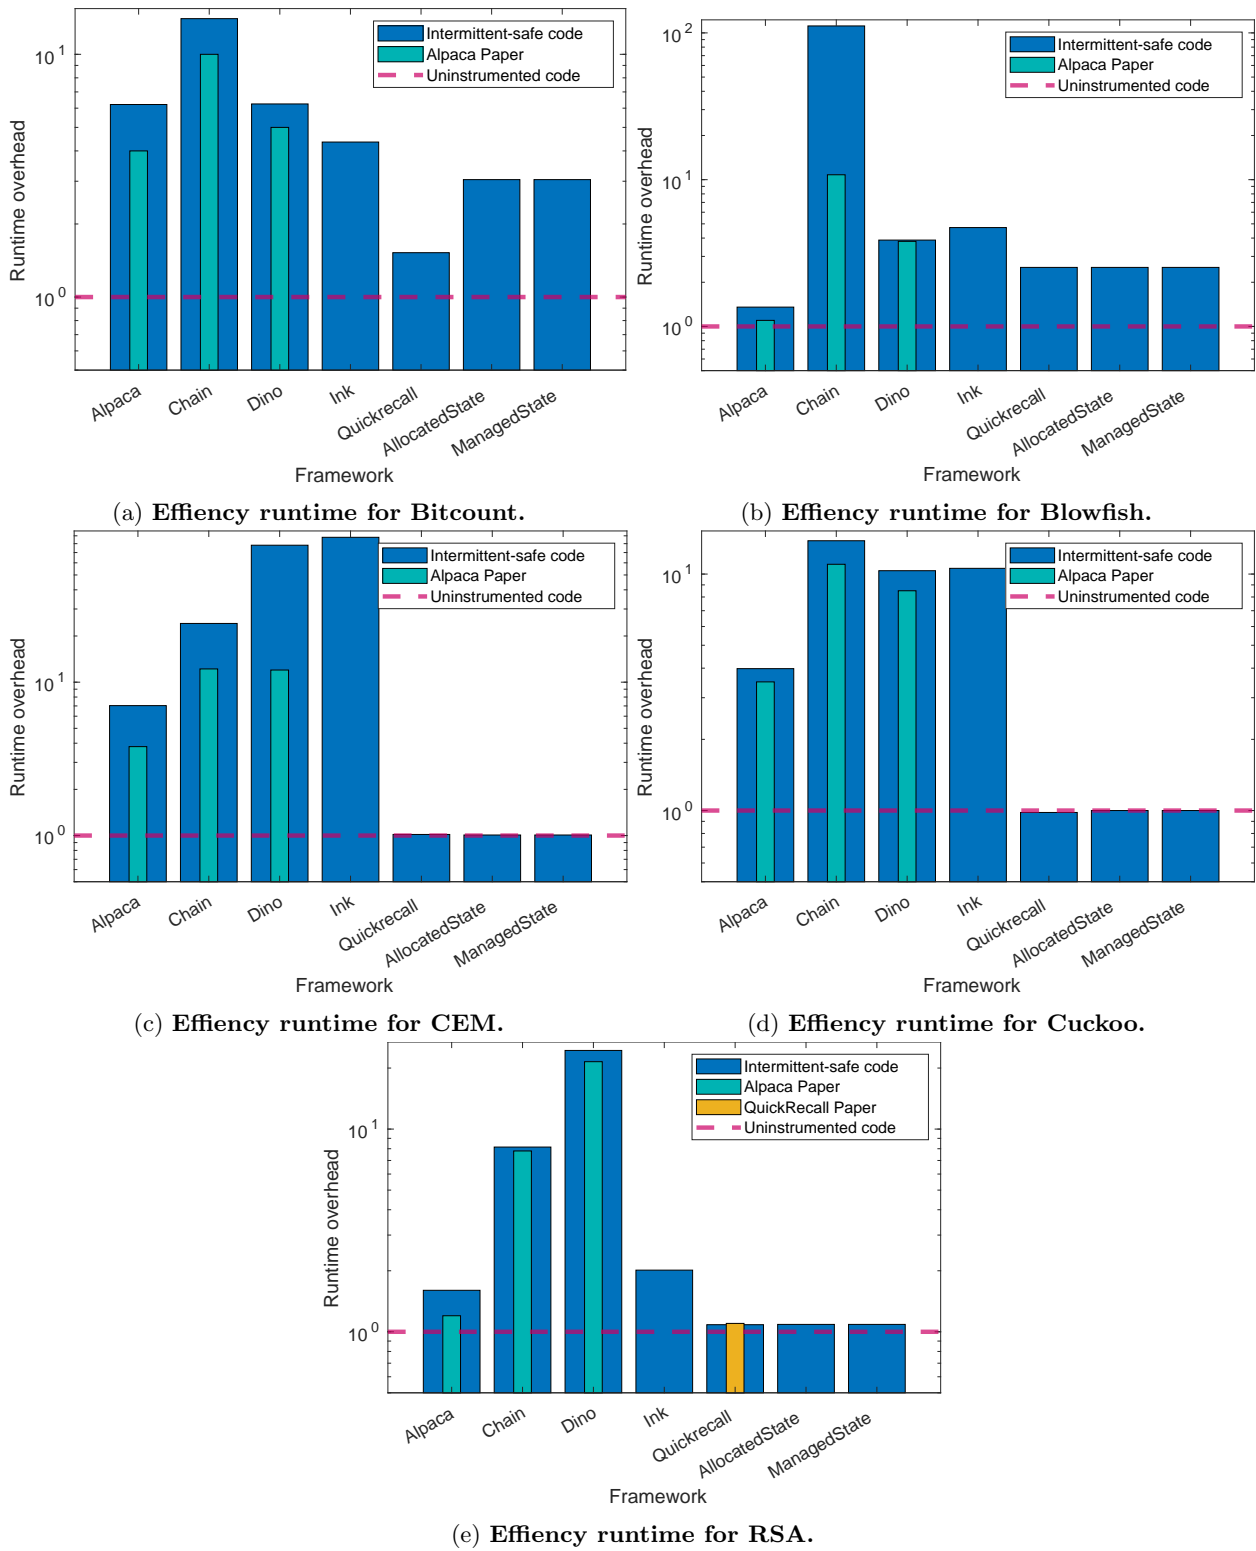 Intermittent-safe code
Alpaca Paper
Uninstrumented code
10^1
10^0
Runtime overhead
Alpaca
Chain
Dino
Ink
Quickrecall
AllocatedState
ManagedState
Framework
(a) Effiency runtime for Bitcount.
Intermittent-safe code
Alpaca Paper
Uninstrumented code
10^2
10^1
10^0
Runtime overhead
Alpaca
Chain
Dino
Ink
Quickrecall
AllocatedState
ManagedState
Framework
(b) Effiency runtime for Blowfish.
Intermittent-safe code
Alpaca Paper
Uninstrumented code
10^1
10^0
Runtime overhead
Alpaca
Chain
Dino
Ink
Quickrecall
AllocatedState
ManagedState
Framework
(c) Effiency runtime for CEM.
Intermittent-safe code
Alpaca Paper
Uninstrumented code
10^1
10^0
Runtime overhead
Alpaca
Chain
Dino
Ink
Quickrecall
AllocatedState
ManagedState
Framework
(d) Effiency runtime for Cuckoo.
Intermittent-safe code
Alpaca Paper
QuickRecall Paper
Uninstrumented code
10^1
10^0
Runtime overhead
Alpaca
Chain
Dino
Ink
Quickrecall
AllocatedState
ManagedState
Framework
(e) Effiency runtime for RSA.